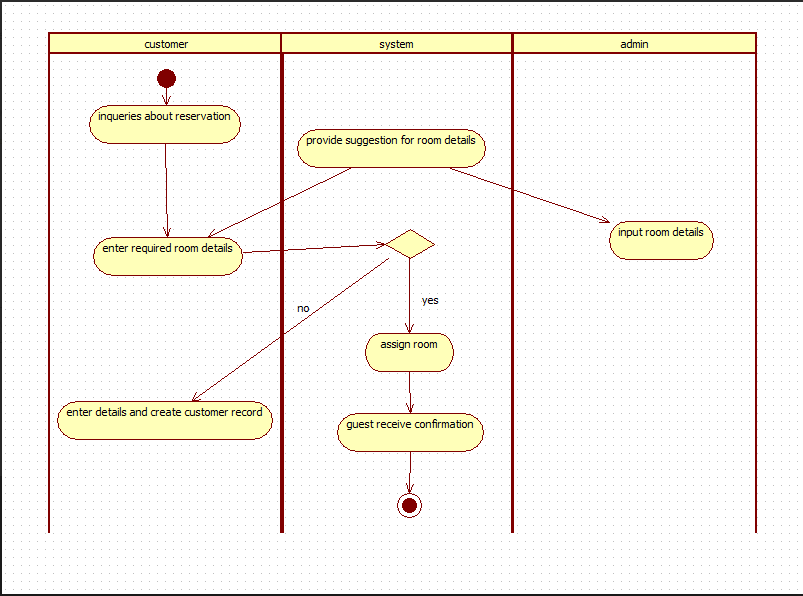 customer
system
admin
inqueries about reservation
provide suggestion for room details
input room details
enter required room details
no
yes
assign room
enter details and create customer record
guest receive confirmation